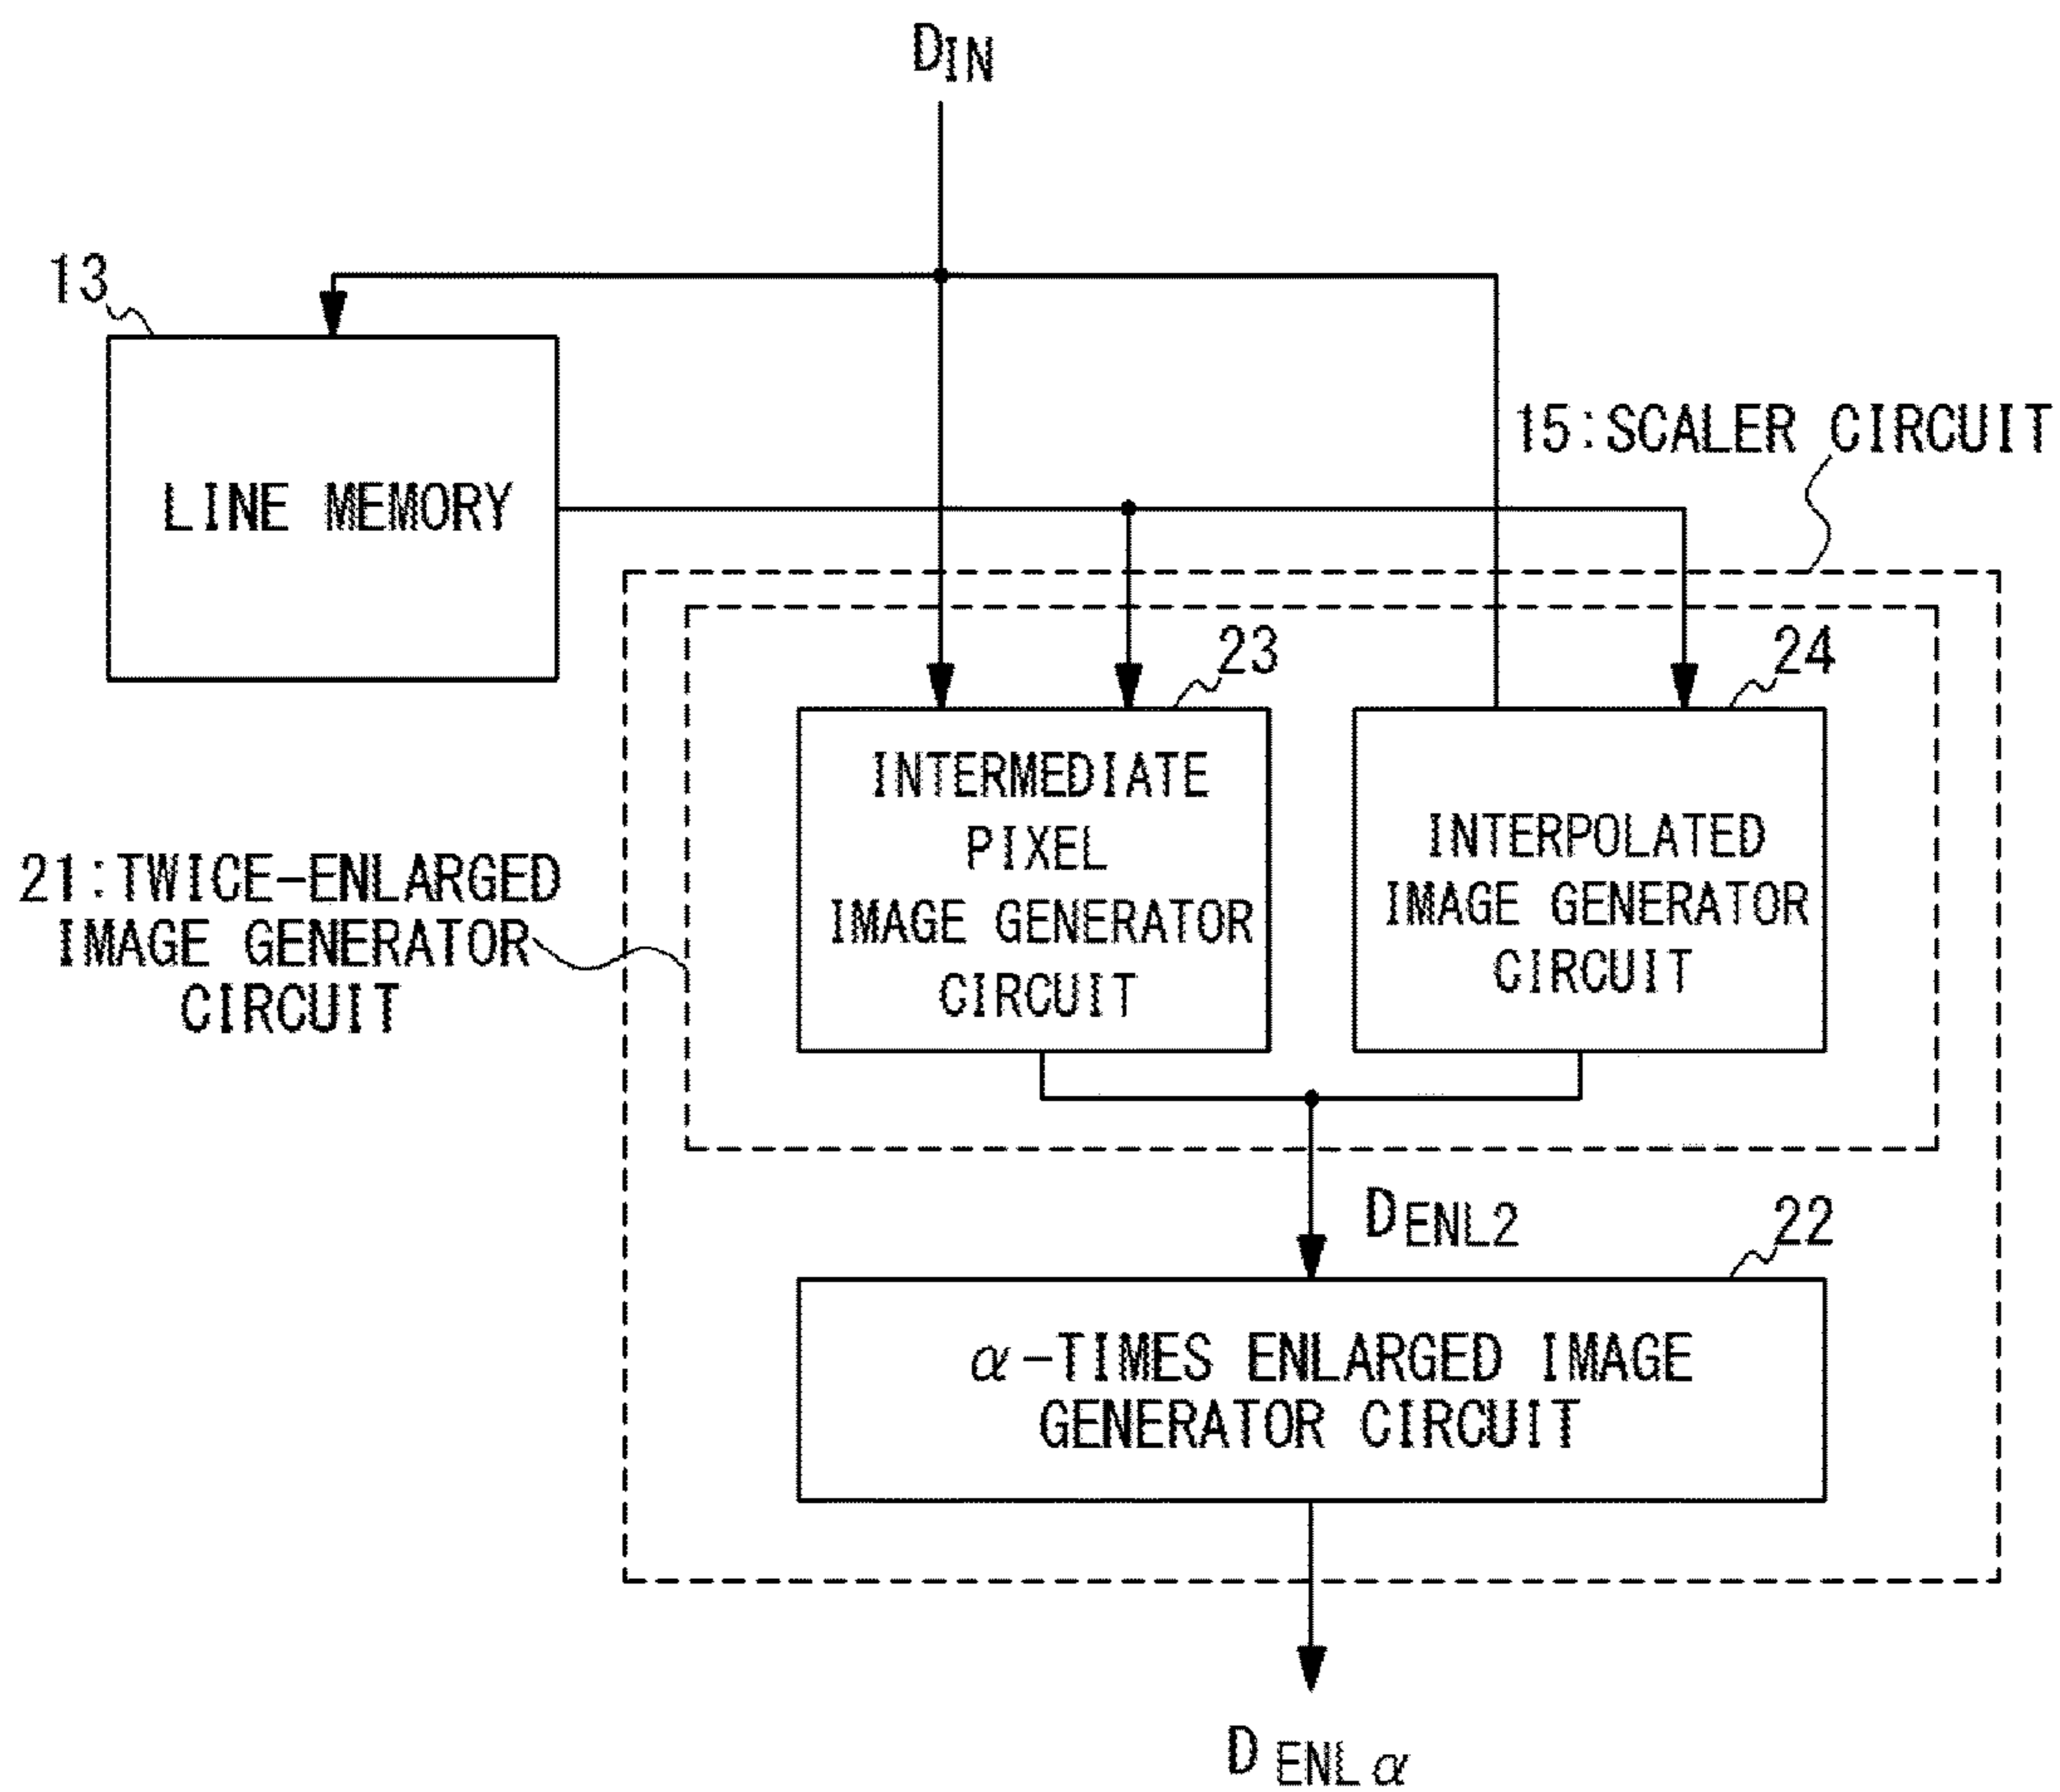 DIN
13
LINE MEMORY
15:SCALER CIRCUIT
23
24
INTERMEDIATE
PIXEL
IMAGE GENERATOR
CIRCUIT
INTERPOLATED
IMAGE GENERATOR
CIRCUIT
21:TWICE-ENLARGED
IMAGE GENERATOR
CIRCUIT
DENL2
22
α-TIMES ENLARGED IMAGE
GENERATOR CIRCUIT
DENLα